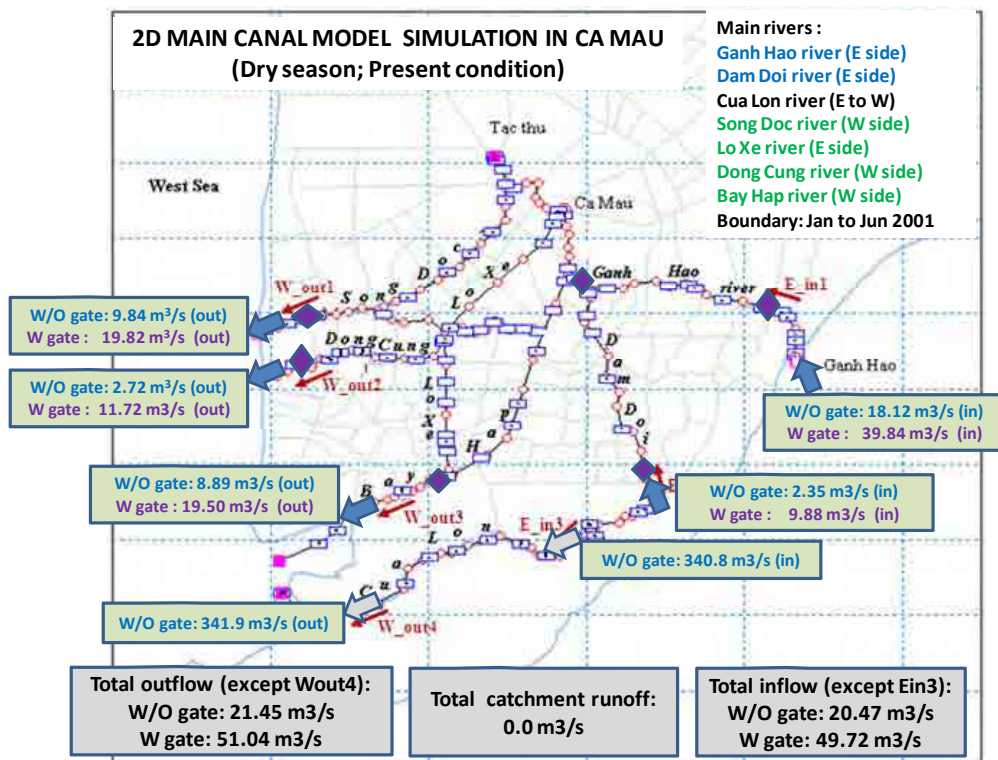 2D MAIN CANAL MODEL SIMULATION IN CA MAU
(Dry season; Present condition)
Main rivers :
Ganh Hao river (E side)
Dam Doi river (E side)
Cua Lon river (E to W)
Song Doc river (W side)
Lo Xe river (E side)
Dong Cung river (W side)
Bay Hap river (W side)
Boundary: Jan to Jun 2001
Tac thu
West Sea
Ca Mau
Song Doc
Lo Xe
Ganh Hao river
E_in1
W_out1
W/O gate: 9.84 m³/s (out)
W gate : 19.82 m³/s (out)
Dong Cung
W_out2
W/O gate: 2.72 m3/s (out)
W gate : 11.72 m3/s (out)
Ganh Hao
W/O gate: 18.12 m3/s (in)
W gate : 39.84 m3/s (in)
Lo Xe
Dam Doi
Bay Hap
W/O gate: 8.89 m3/s (out)
W gate : 19.50 m3/s (out)
W_out3
W/O gate: 2.35 m3/s (in)
W gate : 9.88 m3/s (in)
E_in3
W/O gate: 340.8 m3/s (in)
Cua Lon
W/O gate: 341.9 m3/s (out)
W_out4
Total outflow (except Wout4):
W/O gate: 21.45 m3/s
W gate: 51.04 m3/s
Total catchment runoff:
0.0 m3/s
Total inflow (except Ein3):
W/O gate: 20.47 m3/s
W gate: 49.72 m3/s